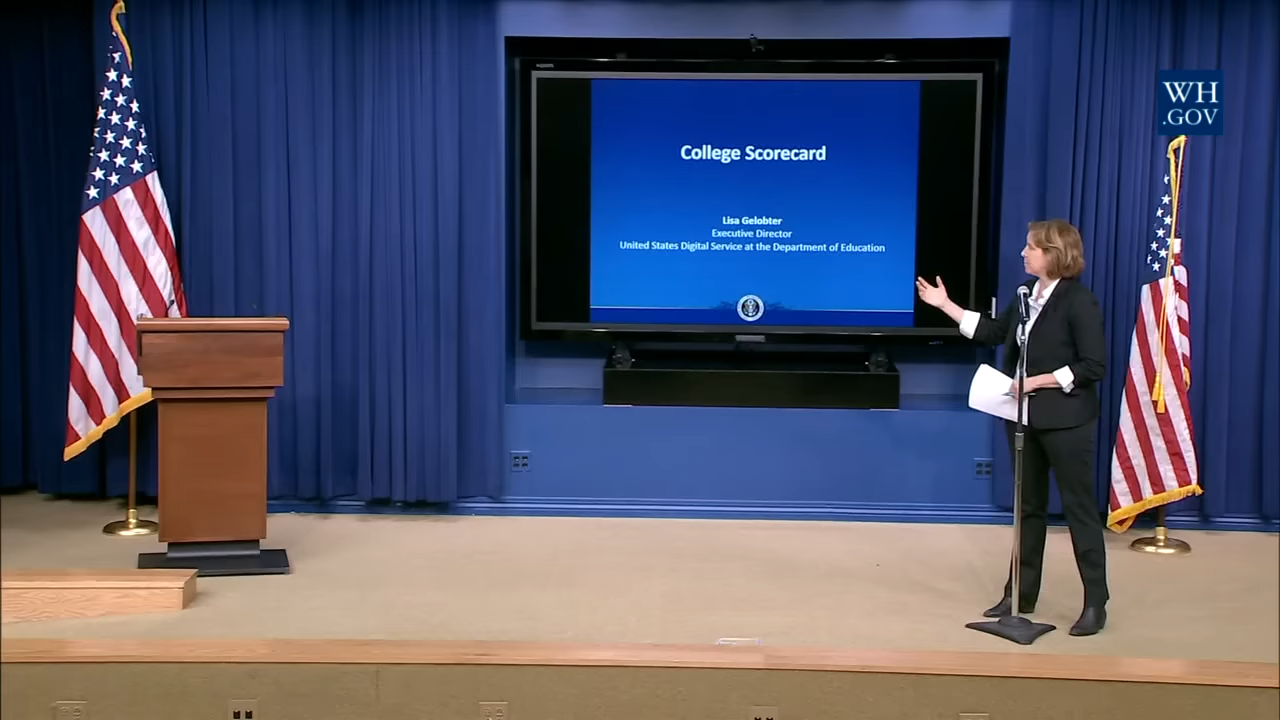 College Scorecard
Lisa Gelobter
Executive Director
United States Digital Service at the Department of Education
WH
.GOV